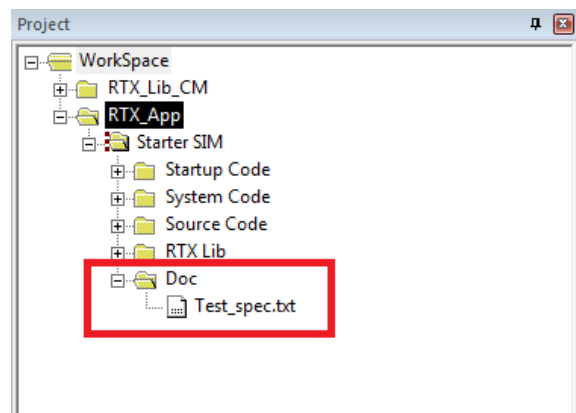 Project
WorkSpace
RTX_Lib_CM
RTX_App
Starter SIM
Startup Code
System Code
Source Code
RTX Lib
Doc
Test_spec.txt